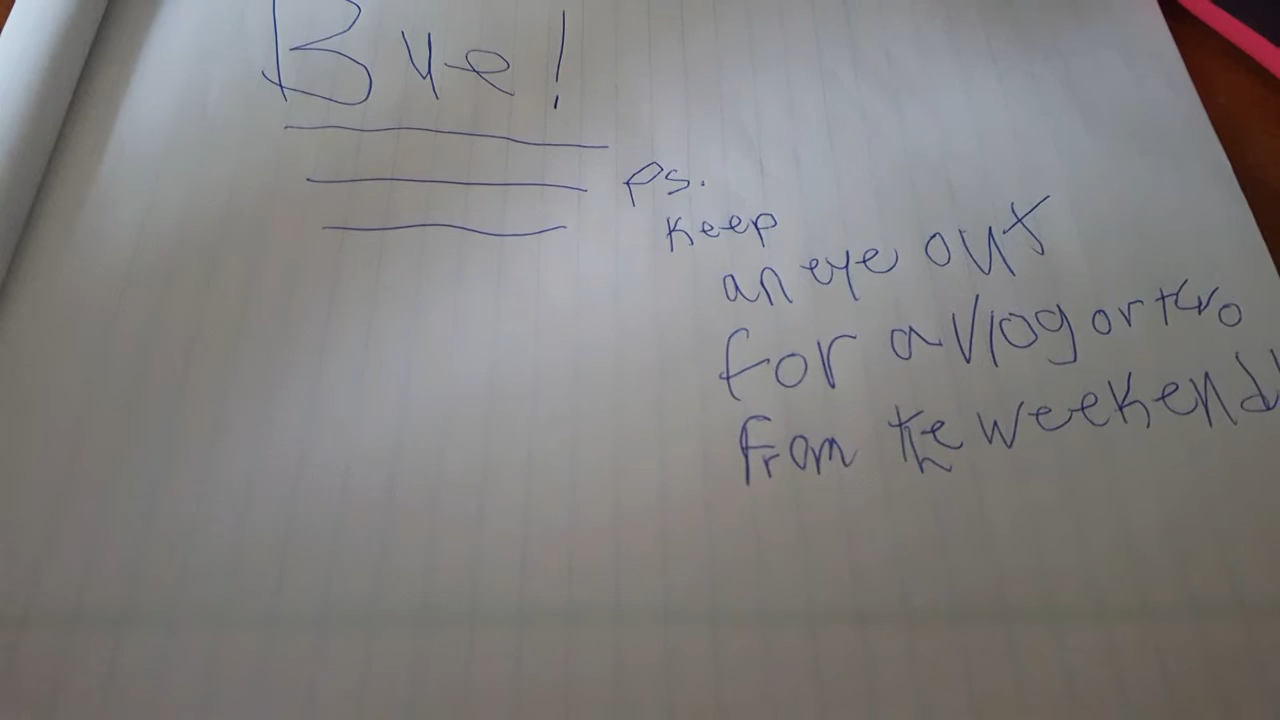 Bye!
Ps.
Keep
an eye out
for a vlog or two
from the weekend!